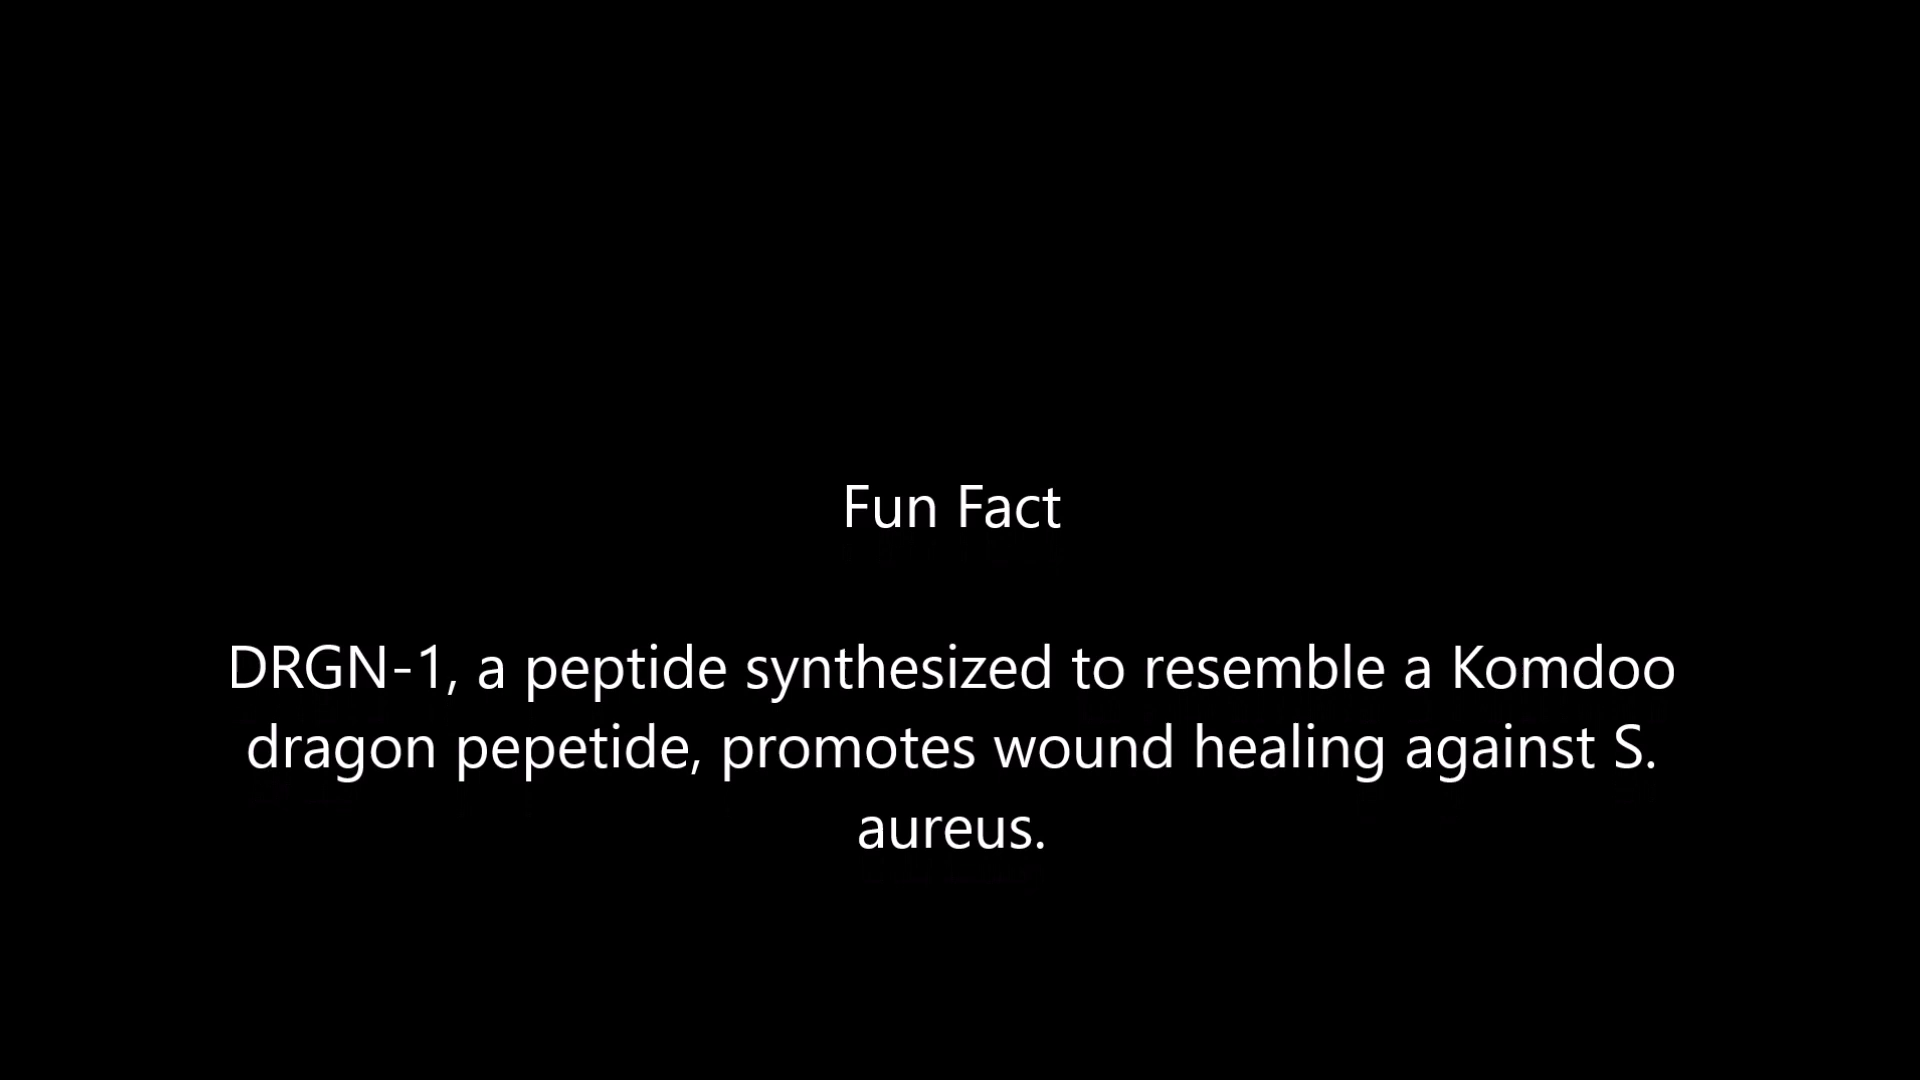 Fun Fact
DRGN-1, a peptide synthesized to resemble a Komdoo
dragon pepetide, promotes wound healing against S.
aureus.